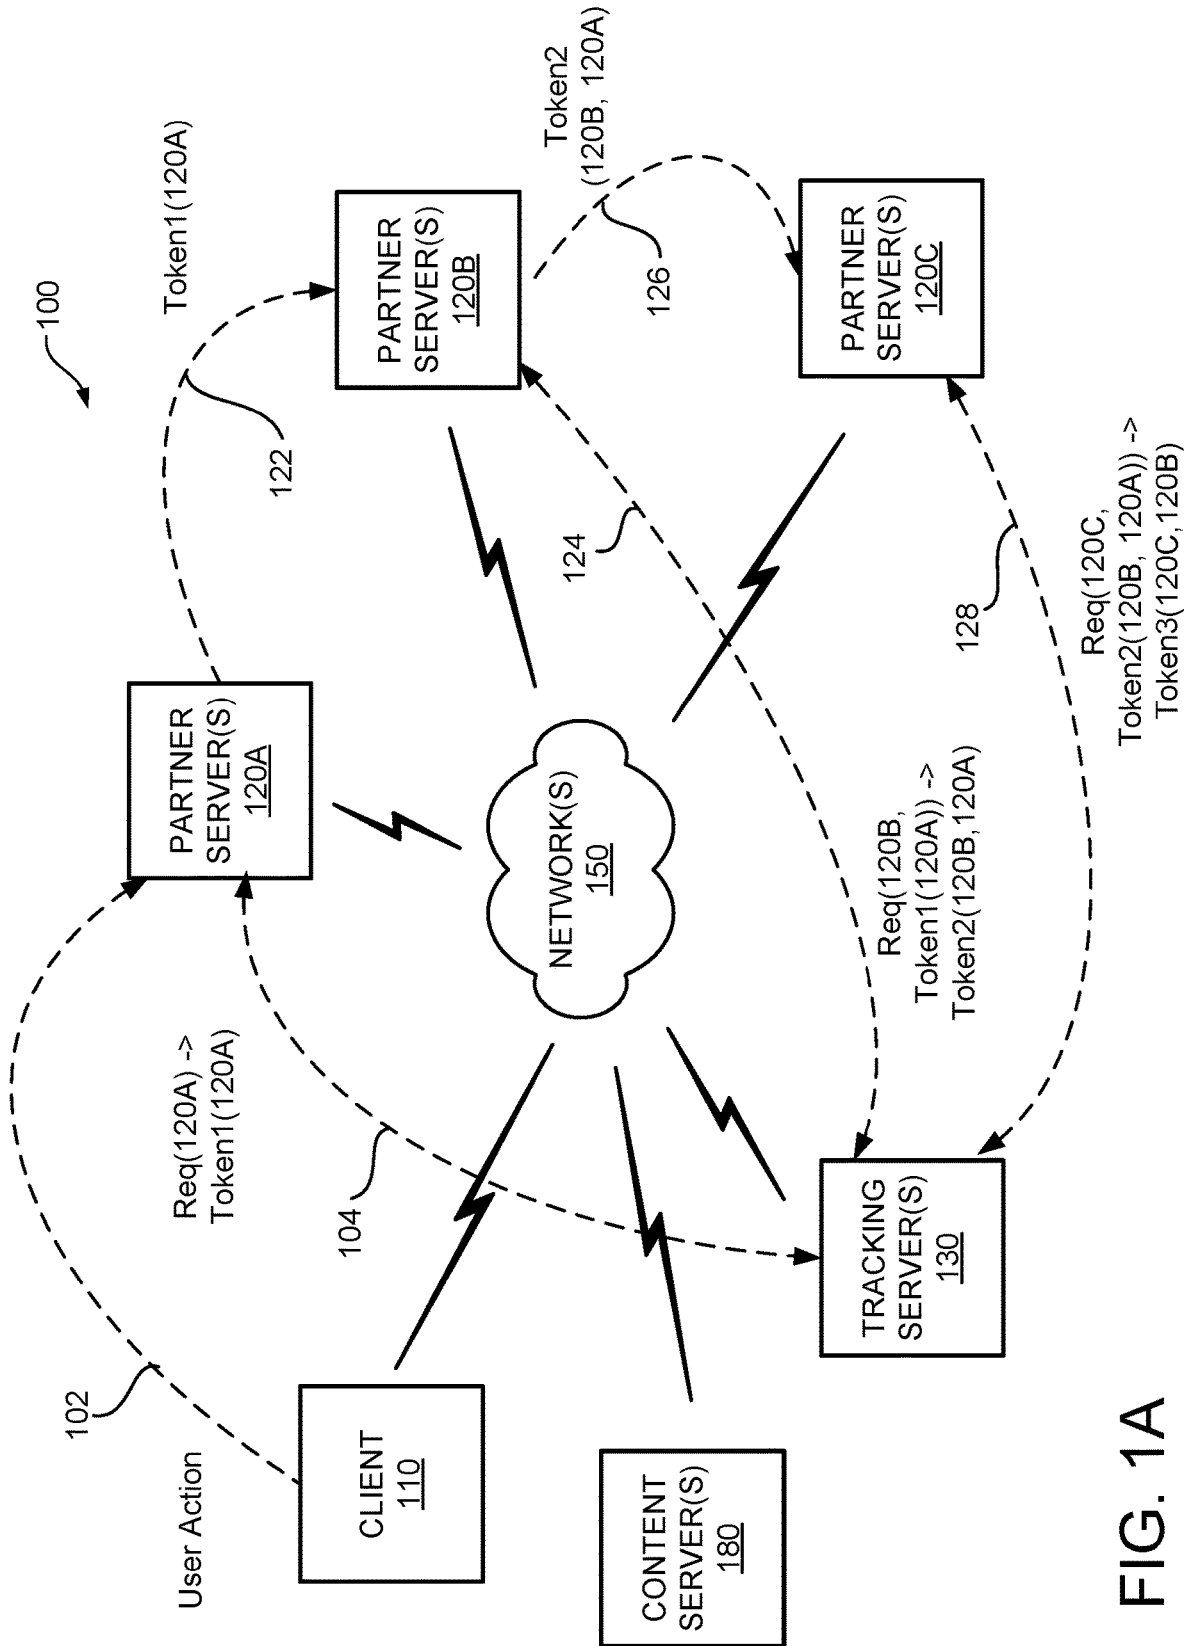 100
User Action
102
CLIENT
110
Req(120A) ->
Token1(120A)
104
PARTNER
SERVER(S)
120A
122
Token1(120A)
PARTNER
SERVER(S)
120B
Token2
(120B, 120A)
126
124
NETWORK(S)
150
CONTENT
SERVER(S)
180
TRACKING
SERVER(S)
130
Req(120B,
Token1(120A)) ->
Token2(120B,120A)
PARTNER
SERVER(S)
120C
128
Req(120C,
Token2(120B, 120A)) ->
Token3(120C,120B)
FIG. 1A